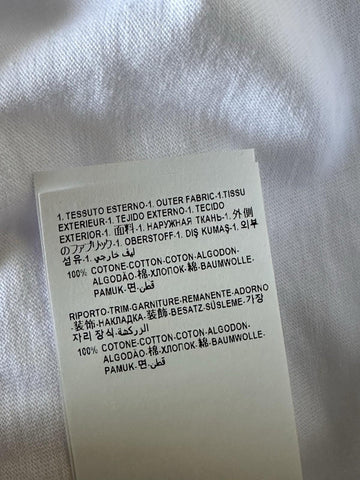 1. TESSUTO ESTERNO-1. OUTER FABRIC-1.TISSU
EXTERIEUR-1. TEJIDO EXTERNO-1. TECIDO
EXTERIOR-1. 面料-1. НАРУЖНАЯ ТКАНЬ-1. 外側
のファブリック-1. OBERSTOFF-1. DIŞ KUMAŞ-1. 외부
섬유-1. ليف خارجي
100% COTONE-COTTON-COTON-ALGODON-
ALGODÃO-棉-ХЛОПОК-綿-BAUMWOLLE-
PAMUK-면-قطن
RIPORTO-TRIM-GARNITURE-REMANENTE-ADORNO
-装饰-НАКЛАДКА-装飾-BESATZ-SÜSLEME-가장
자리 장식-الزركشة
100% COTONE-COTTON-COTON-ALGODON-
ALGODÃO-棉-ХЛОПОК-綿-BAUMWOLLE-
PAMUK-면-قطن